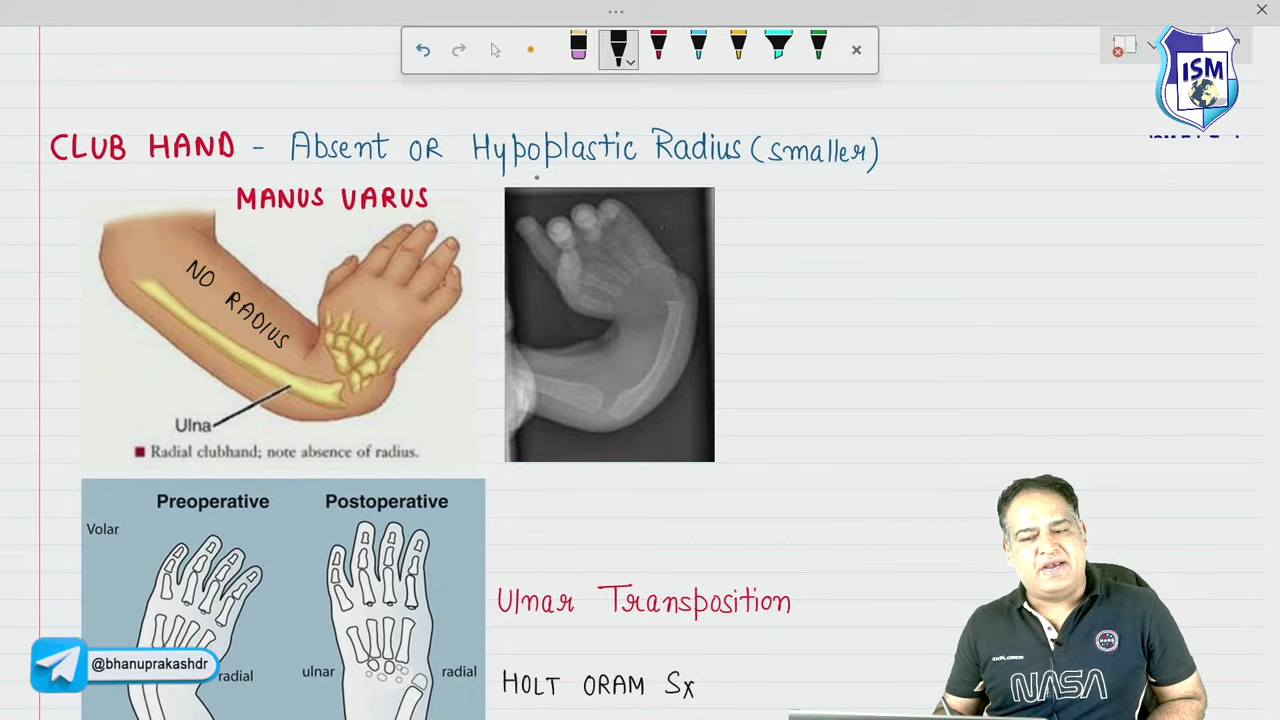 ISM
CLUB HAND - Absent OR Hypoplastic Radius (smaller)
MANUS VARUS
NO RADIUS
Ulna
■ Radial clubhand; note absence of radius.
Preoperative Postoperative
Volar
Ulnar Transposition
@bhanuprakashdr
radial ulnar radial
HOLT ORAM Sx
EXPLORER
NASA